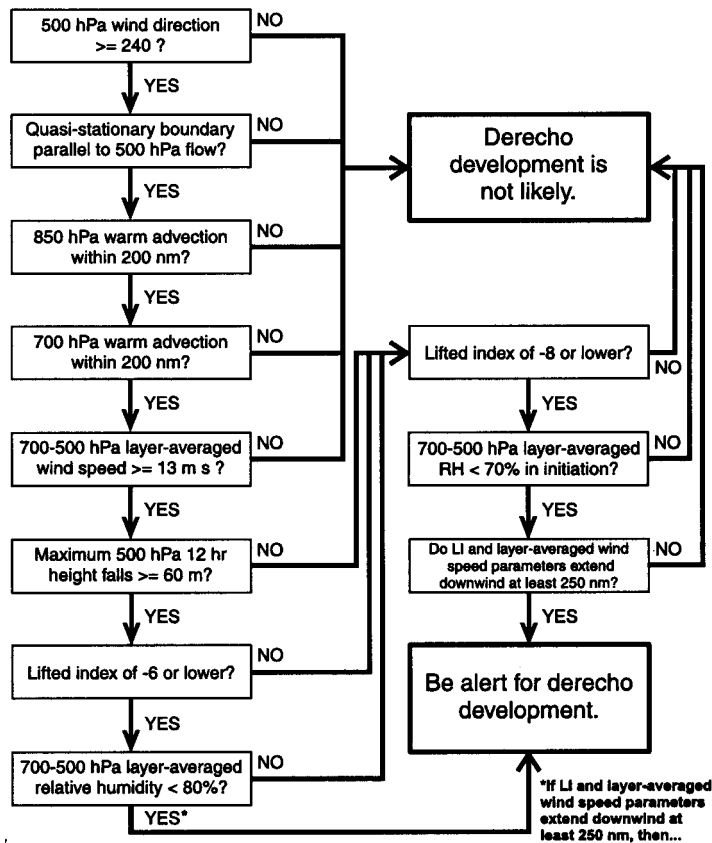 500 hPa wind direction
>= 240 ?
NO
YES
Quasi-stationary boundary
parallel to 500 hPa flow?
NO
YES
850 hPa warm advection
within 200 nm?
NO
YES
700 hPa warm advection
within 200 nm?
NO
YES
700-500 hPa layer-averaged
wind speed >= 13 m s ?
NO
YES
Maximum 500 hPa 12 hr
height falls >= 60 m?
NO
YES
Lifted index of -6 or lower?
NO
YES
700-500 hPa layer-averaged
relative humidity < 80%?
NO
YES*
Derecho
development is
not likely.
Lifted index of -8 or lower?
NO
YES
700-500 hPa layer-averaged
RH < 70% in initiation?
NO
YES
Do LI and layer-averaged wind
speed parameters extend
downwind at least 250 nm?
NO
YES
Be alert for derecho
development.
*If LI and layer-averaged
wind speed parameters
extend downwind at
least 250 nm, then...